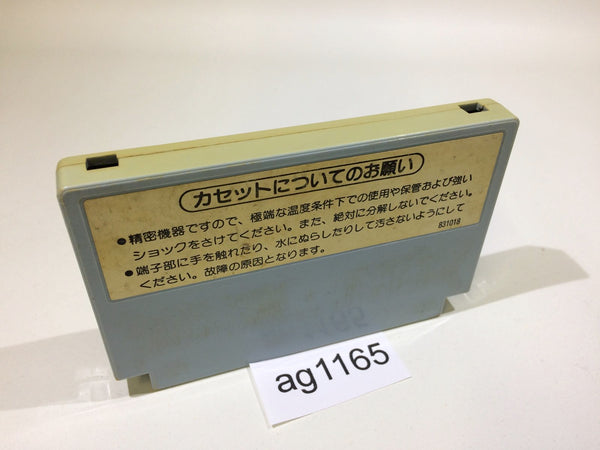 カセットについてのお願い
●精密機器ですので、極端な温度条件下での使用や保管および強い
ショックをさけてください。また、絶対に分解しないでください。
●端子部に手を触れたり、水にぬらしたりして汚さないようにして
ください。故障の原因となります。
831018
ag1165